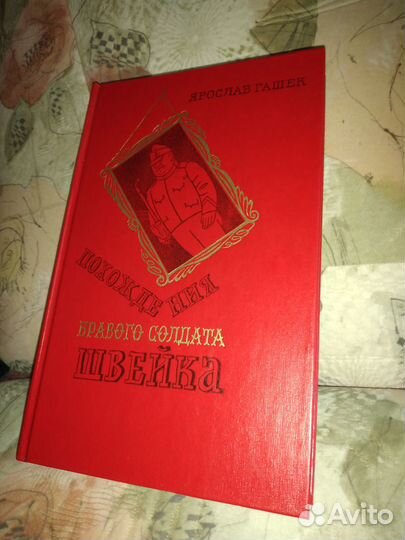 ЯРОСЛАВ ГАШЕК
ПОХОЖДЕНИЯ
БРАВОГО СОЛДАТА
ШВЕЙКА
Avito